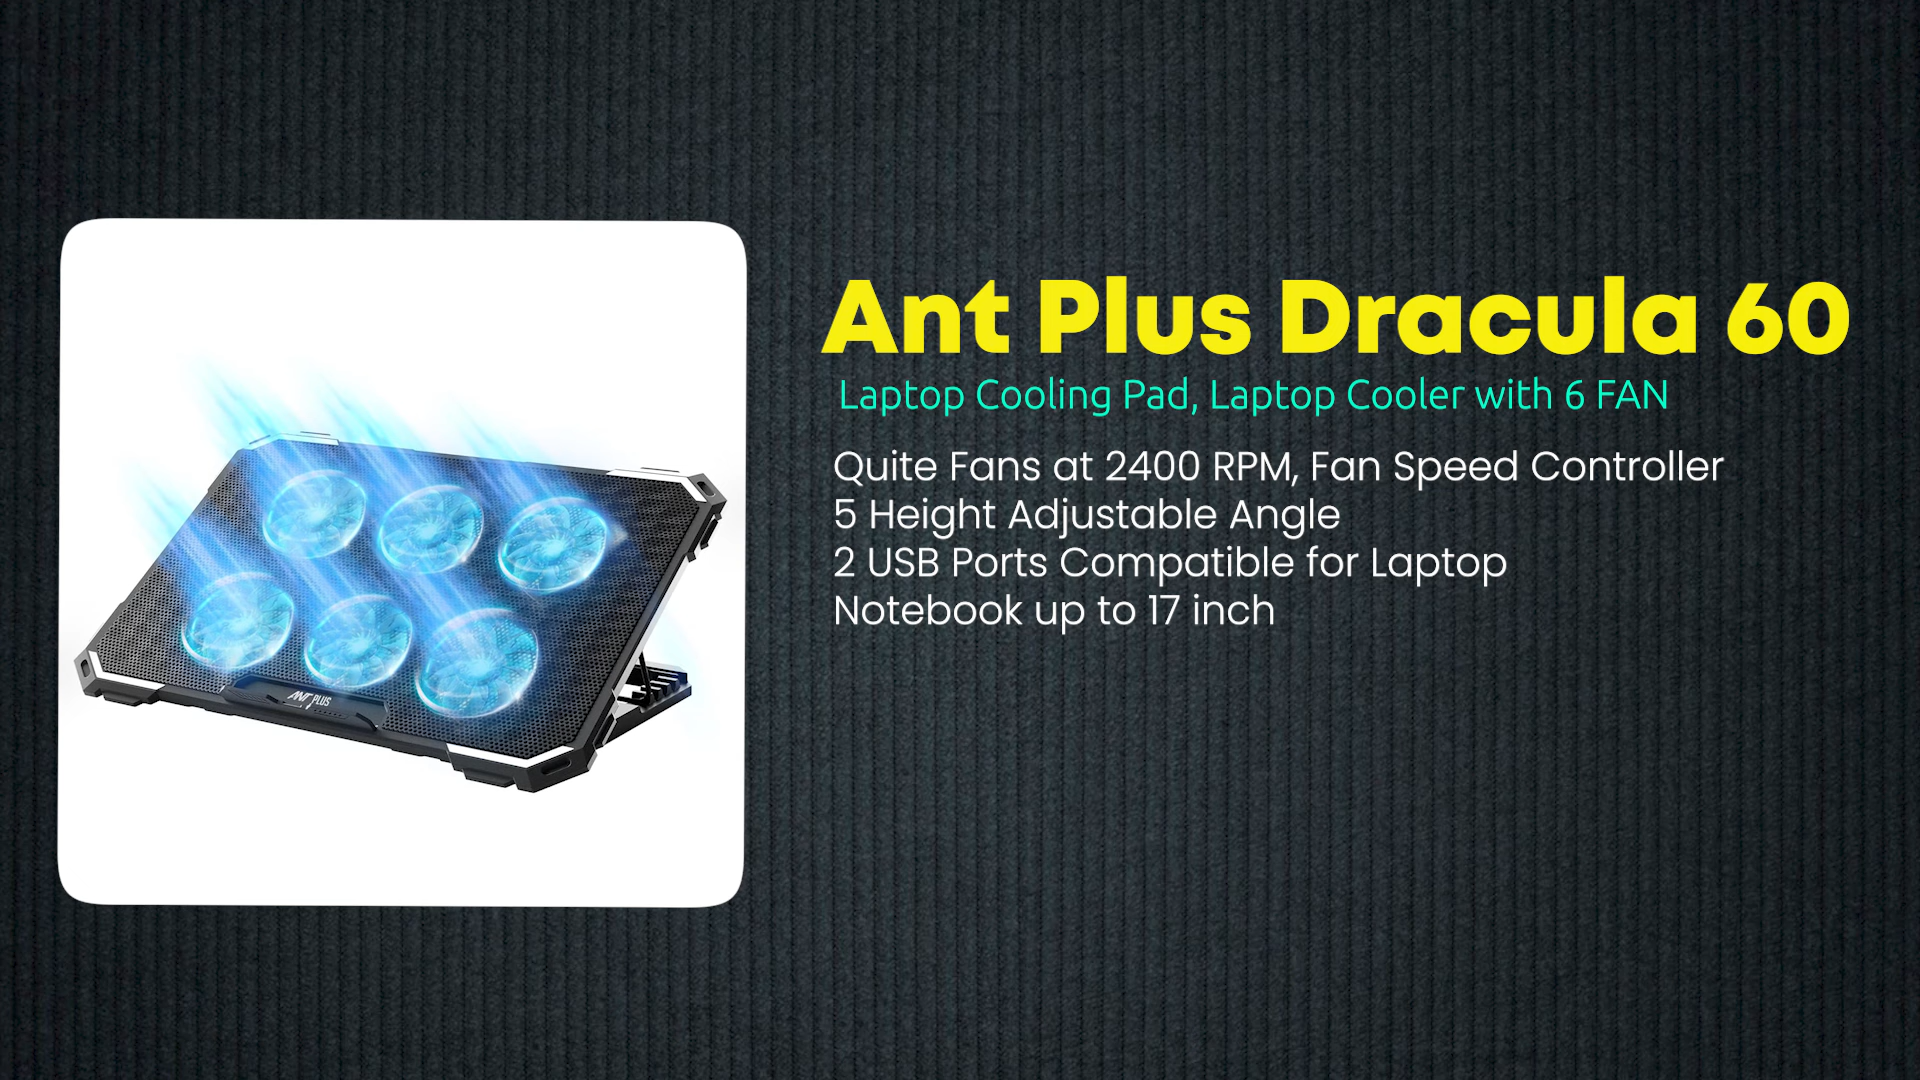 Ant Plus Dracula 60
Laptop Cooling Pad, Laptop Cooler with 6 FAN
Quite Fans at 2400 RPM, Fan Speed Controller
5 Height Adjustable Angle
2 USB Ports Compatible for Laptop
Notebook up to 17 inch
ANT PLUS